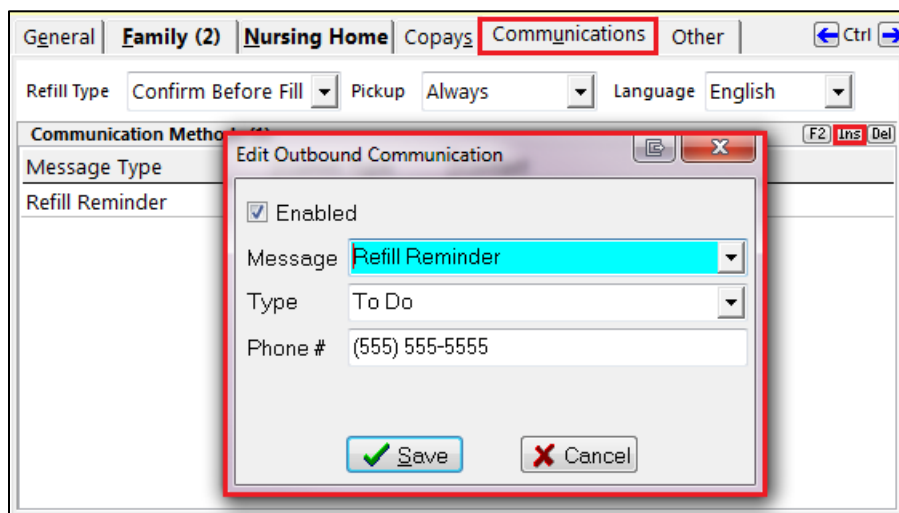 General Family (2) Nursing Home Copays Communications Other Ctrl
Refill Type Confirm Before Fill Pickup Always Language English
Communication Metho F2 Ins Del
Message Type
Refill Reminder
Edit Outbound Communication
Enabled
Message Refill Reminder
Type To Do
Phone # (555) 555-5555
Save Cancel